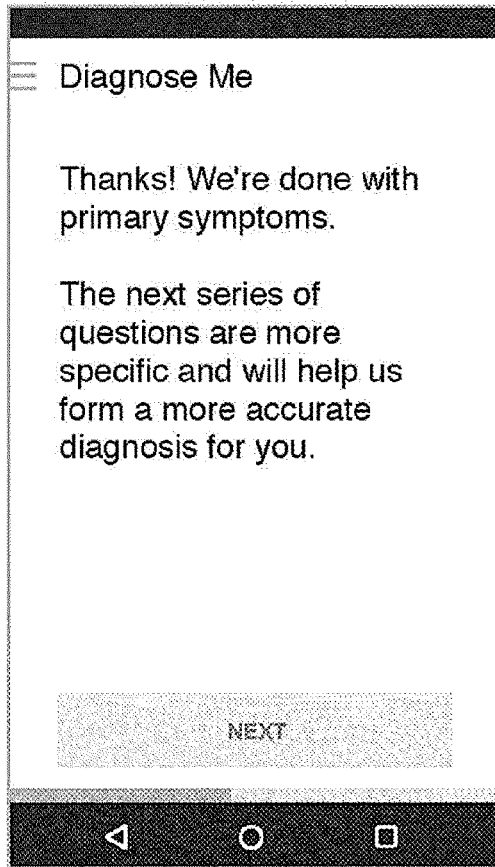 Diagnose Me
Thanks! We're done with
primary symptoms.
The next series of
questions are more
specific and will help us
form a more accurate
diagnosis for you.
NEXT